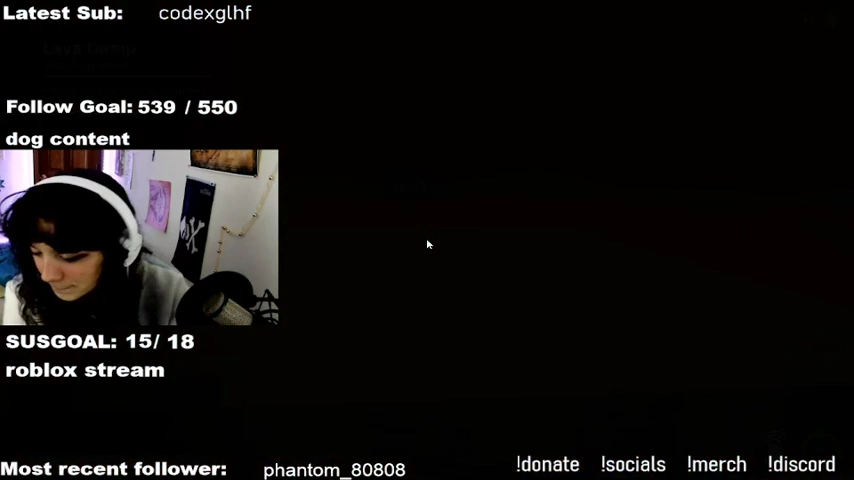 Latest Sub: codexglhf
Follow Goal: 539 / 550
dog content
SUSGOAL: 15/ 18
roblox stream
Most recent follower: phantom_80808
!donate !socials !merch !discord